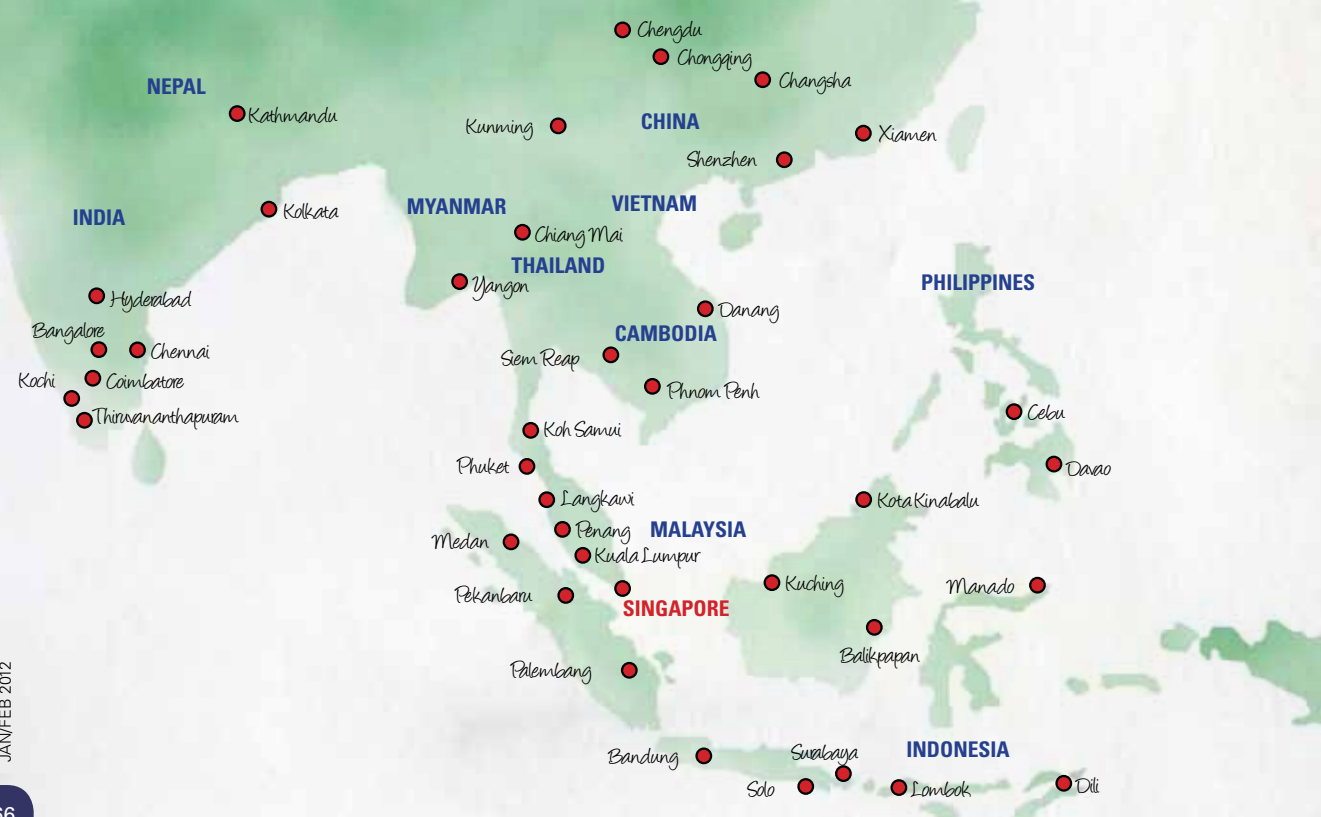 Chengdu
Chongqing
Changsha
NEPAL
Kathmandu
Kunming
CHINA
Xiamen
Shenzhen
INDIA
Kolkata
MYANMAR
VIETNAM
Chiang Mai
THAILAND
Yangon
PHILIPPINES
Hyderabad
Danang
Bangalore
CAMBODIA
Chennai
Siem Reap
Kochi
Coimbatore
Phnom Penh
Thiruvananthapuram
Cebu
Koh Samui
Phuket
Davao
Langkawi
Kota Kinabalu
Penang
MALAYSIA
Medan
Kuala Lumpur
Kuching
Manado
Pekanbaru
SINGAPORE
Balikpapan
Palembang
JAN/FEB 2012
INDONESIA
Surabaya
Bandung
Solo
Lombok
Dili
66